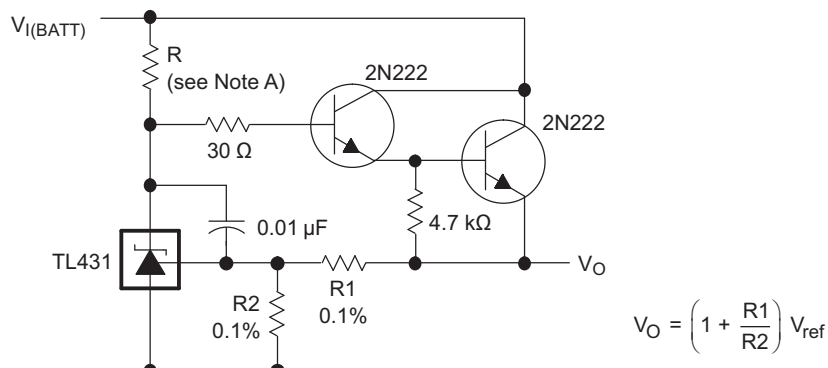 V_I(BATT)
R
(see Note A)
2N222
2N222
30 Ω
0.01 µF
4.7 kΩ
TL431
V_O
R2
0.1%
R1
0.1%
V_O = (1 + R1/R2) V_ref